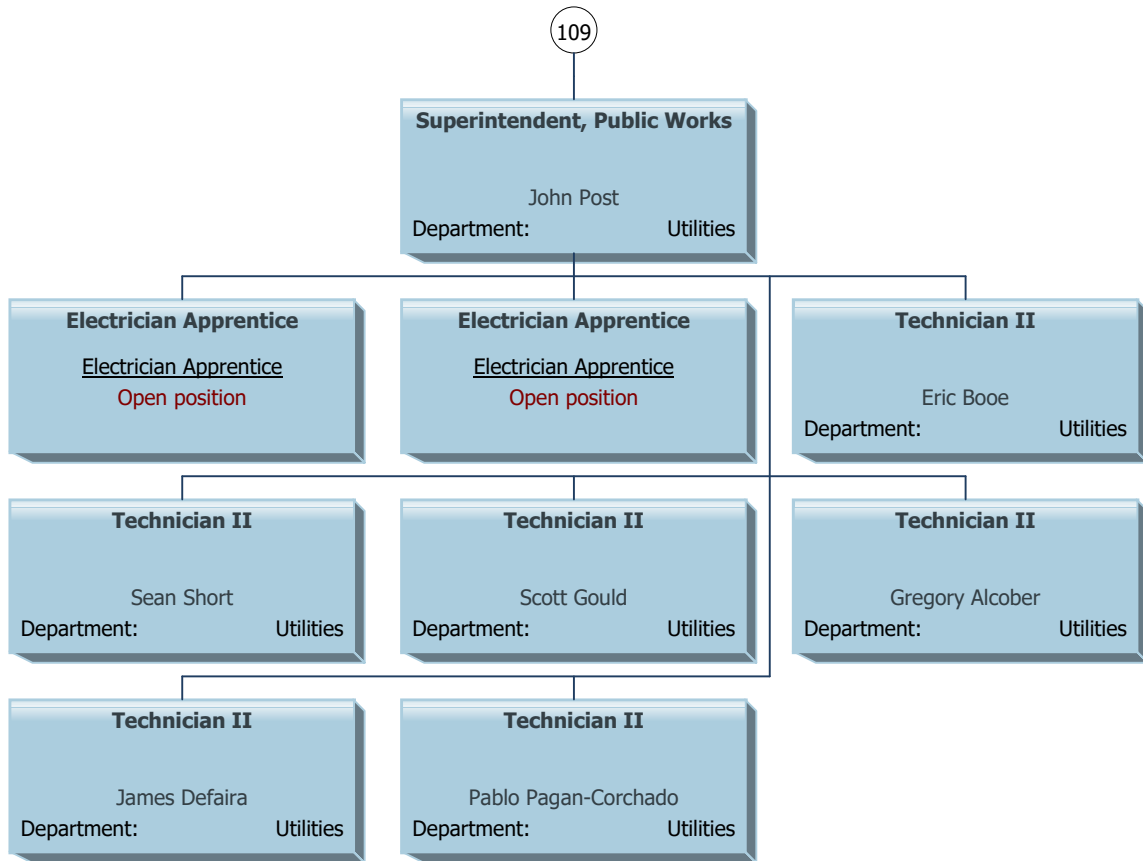 109
Superintendent, Public Works
John Post
Department: Utilities
Electrician Apprentice
Electrician Apprentice
Open position
Electrician Apprentice
Electrician Apprentice
Open position
Technician II
Eric Booe
Department: Utilities
Technician II
Sean Short
Department: Utilities
Technician II
Scott Gould
Department: Utilities
Technician II
Gregory Alcober
Department: Utilities
Technician II
James Defaira
Department: Utilities
Technician II
Pablo Pagan-Corchado
Department: Utilities